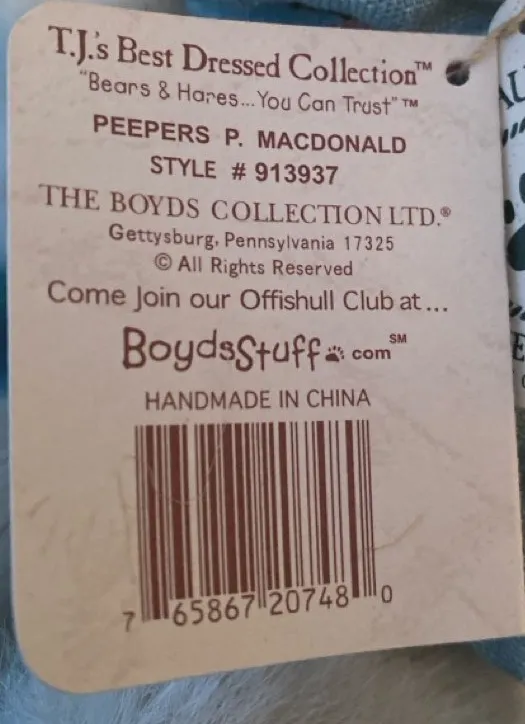 T.J.'s Best Dressed Collection™
"Bears & Hares...You Can Trust"™
PEEPERS P. MACDONALD
STYLE # 913937
THE BOYDS COLLECTION LTD.®
Gettysburg, Pennsylvania 17325
© All Rights Reserved
Come Join our Offishull Club at...
BoydsStuff.com℠
HANDMADE IN CHINA
7 65867 20748 0